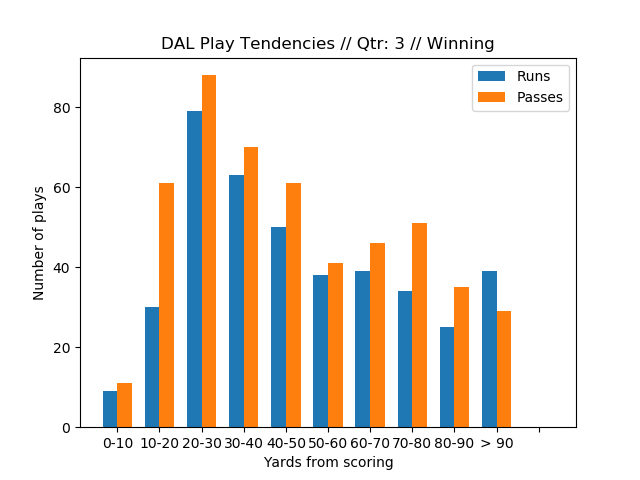 DAL Play Tendencies // Qtr: 3 // Winning
Runs
Passes
80
60
40
20
0
Number of plays
0-10 10-20 20-30 30-40 40-50 50-60 60-70 70-80 80-90 > 90
Yards from scoring